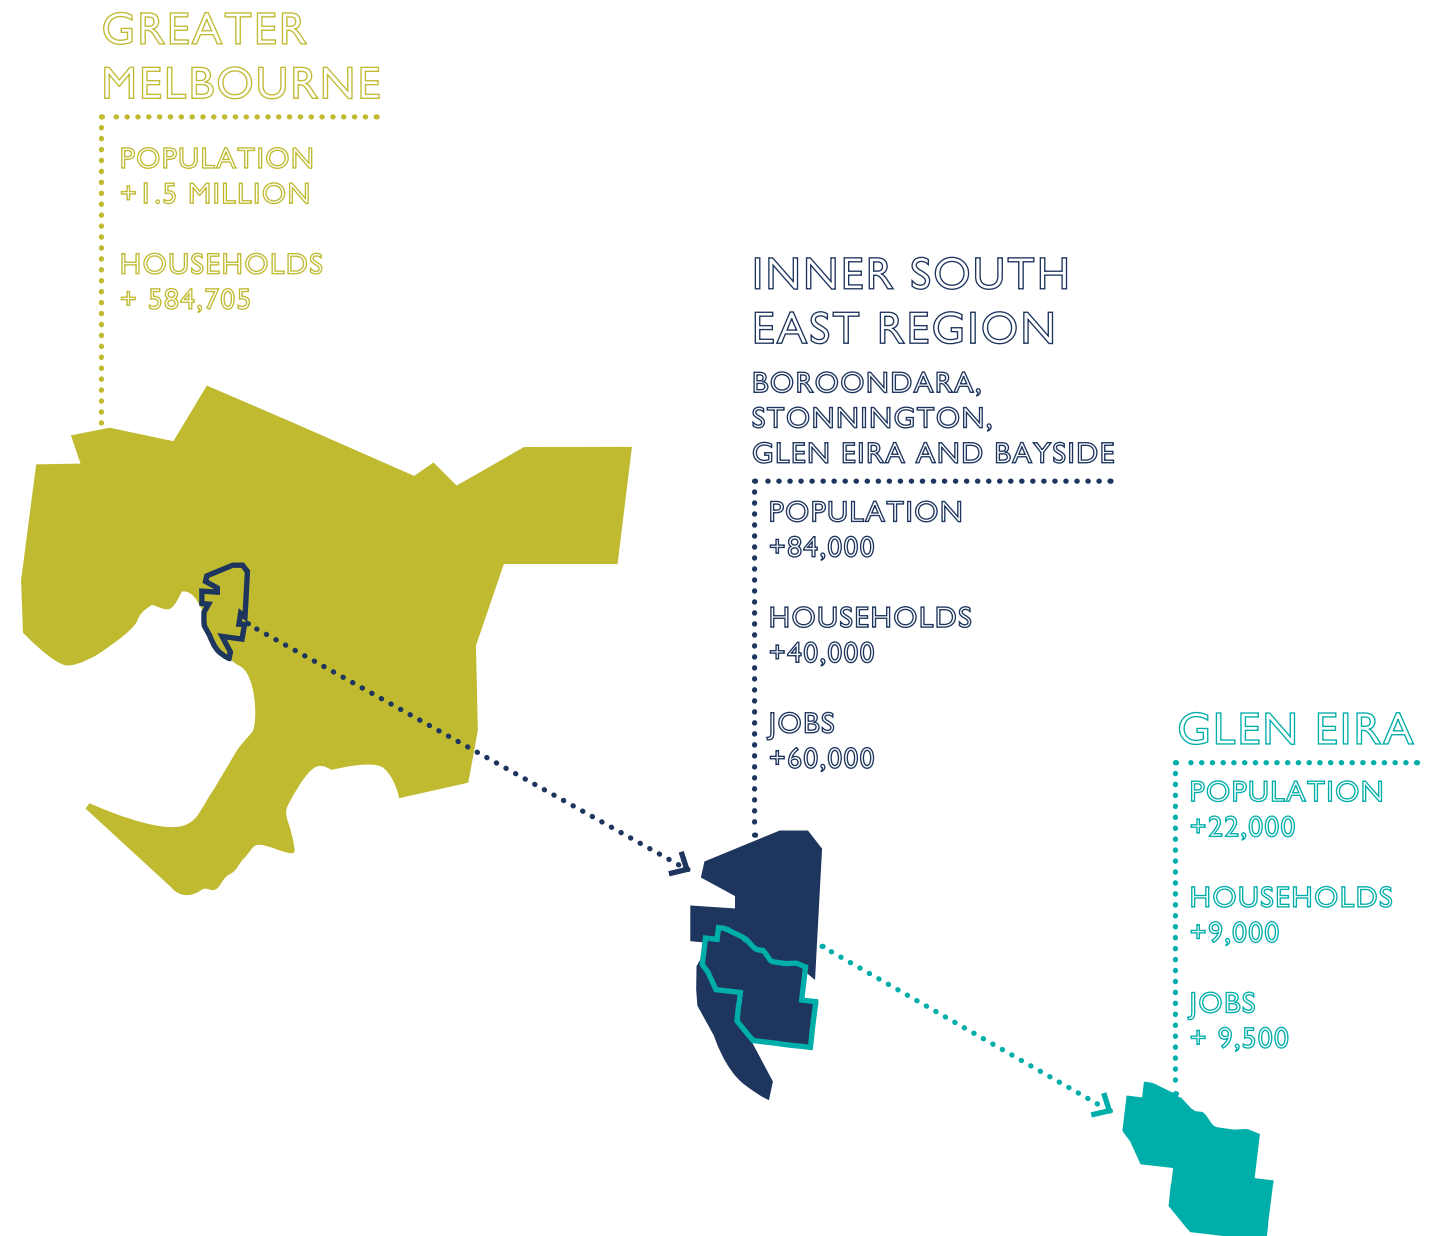 GREATER
MELBOURNE
POPULATION
+1.5 MILLION
HOUSEHOLDS
+ 584,705
INNER SOUTH
EAST REGION
BOROONDARA,
STONNINGTON,
GLEN EIRA AND BAYSIDE
POPULATION
+84,000
HOUSEHOLDS
+40,000
JOBS
+60,000
GLEN EIRA
POPULATION
+22,000
HOUSEHOLDS
+9,000
JOBS
+ 9,500